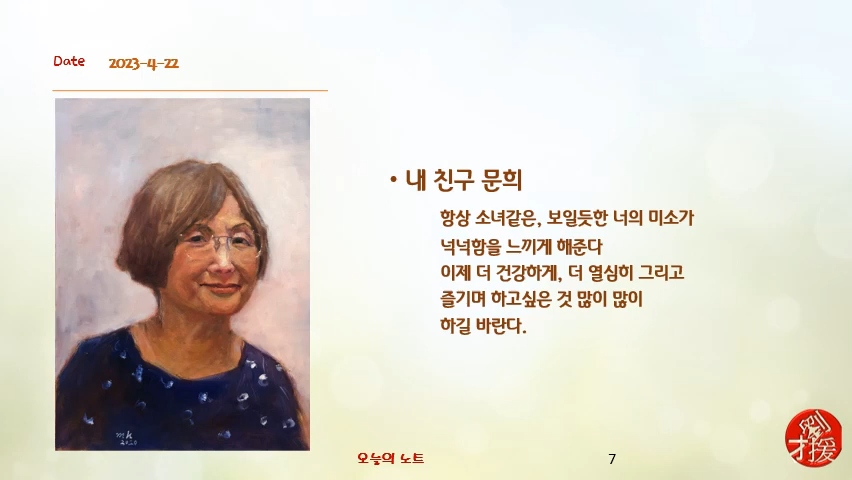 Date 2023-4-22
• 내 친구 문희
항상 소녀같은, 보일듯한 너의 미소가
넉넉함을 느끼게 해준다
이제 더 건강하게, 더 열심히 그리고
즐기며 하고싶은 것 많이 많이
하길 바란다.
2020
오늘의 노트
7
才援